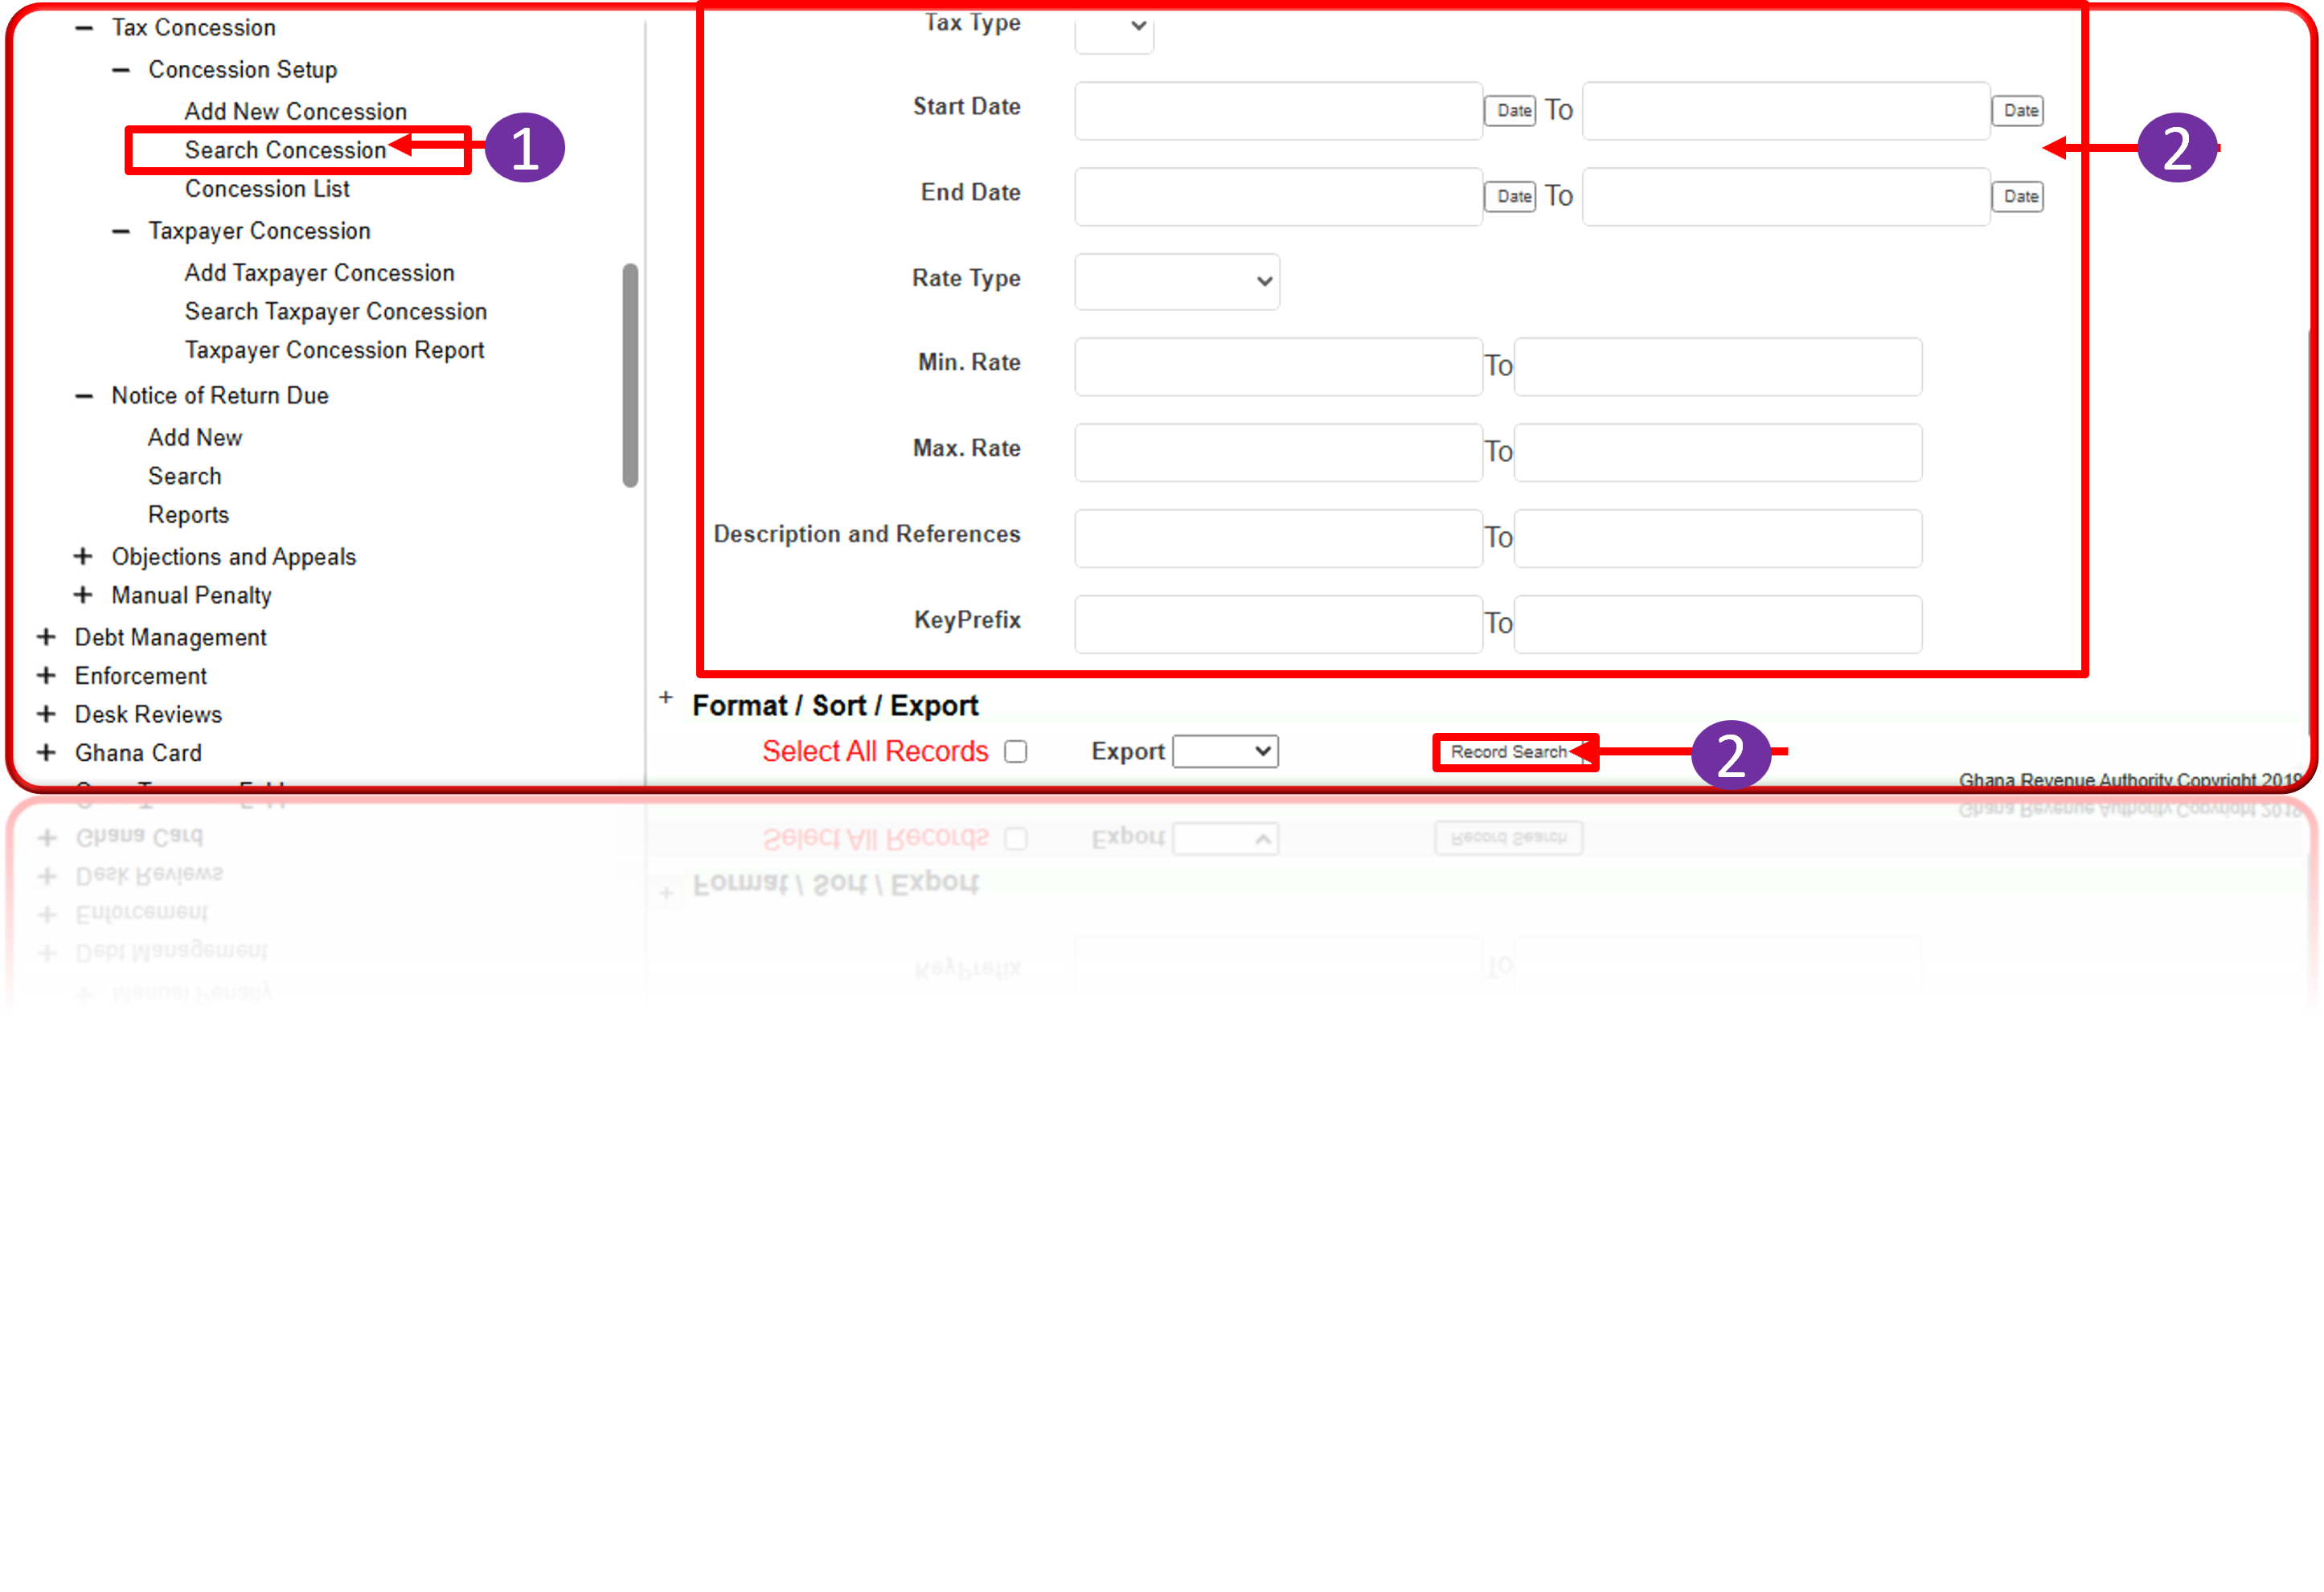 Tax Concession
Concession Setup
Add New Concession
Search Concession
1
Concession List
Taxpayer Concession
Add Taxpayer Concession
Search Taxpayer Concession
Taxpayer Concession Report
Notice of Return Due
Add New
Search
Reports
Objections and Appeals
Manual Penalty
Debt Management
Enforcement
Desk Reviews
Ghana Card
Tax Type
Start Date Date To Date
2
End Date Date To Date
Rate Type
Min. Rate To
Max. Rate To
Description and References To
KeyPrefix To
+ Format / Sort / Export
Select All Records Export Record Search 2
Ghana Revenue Authority Copyright 2019